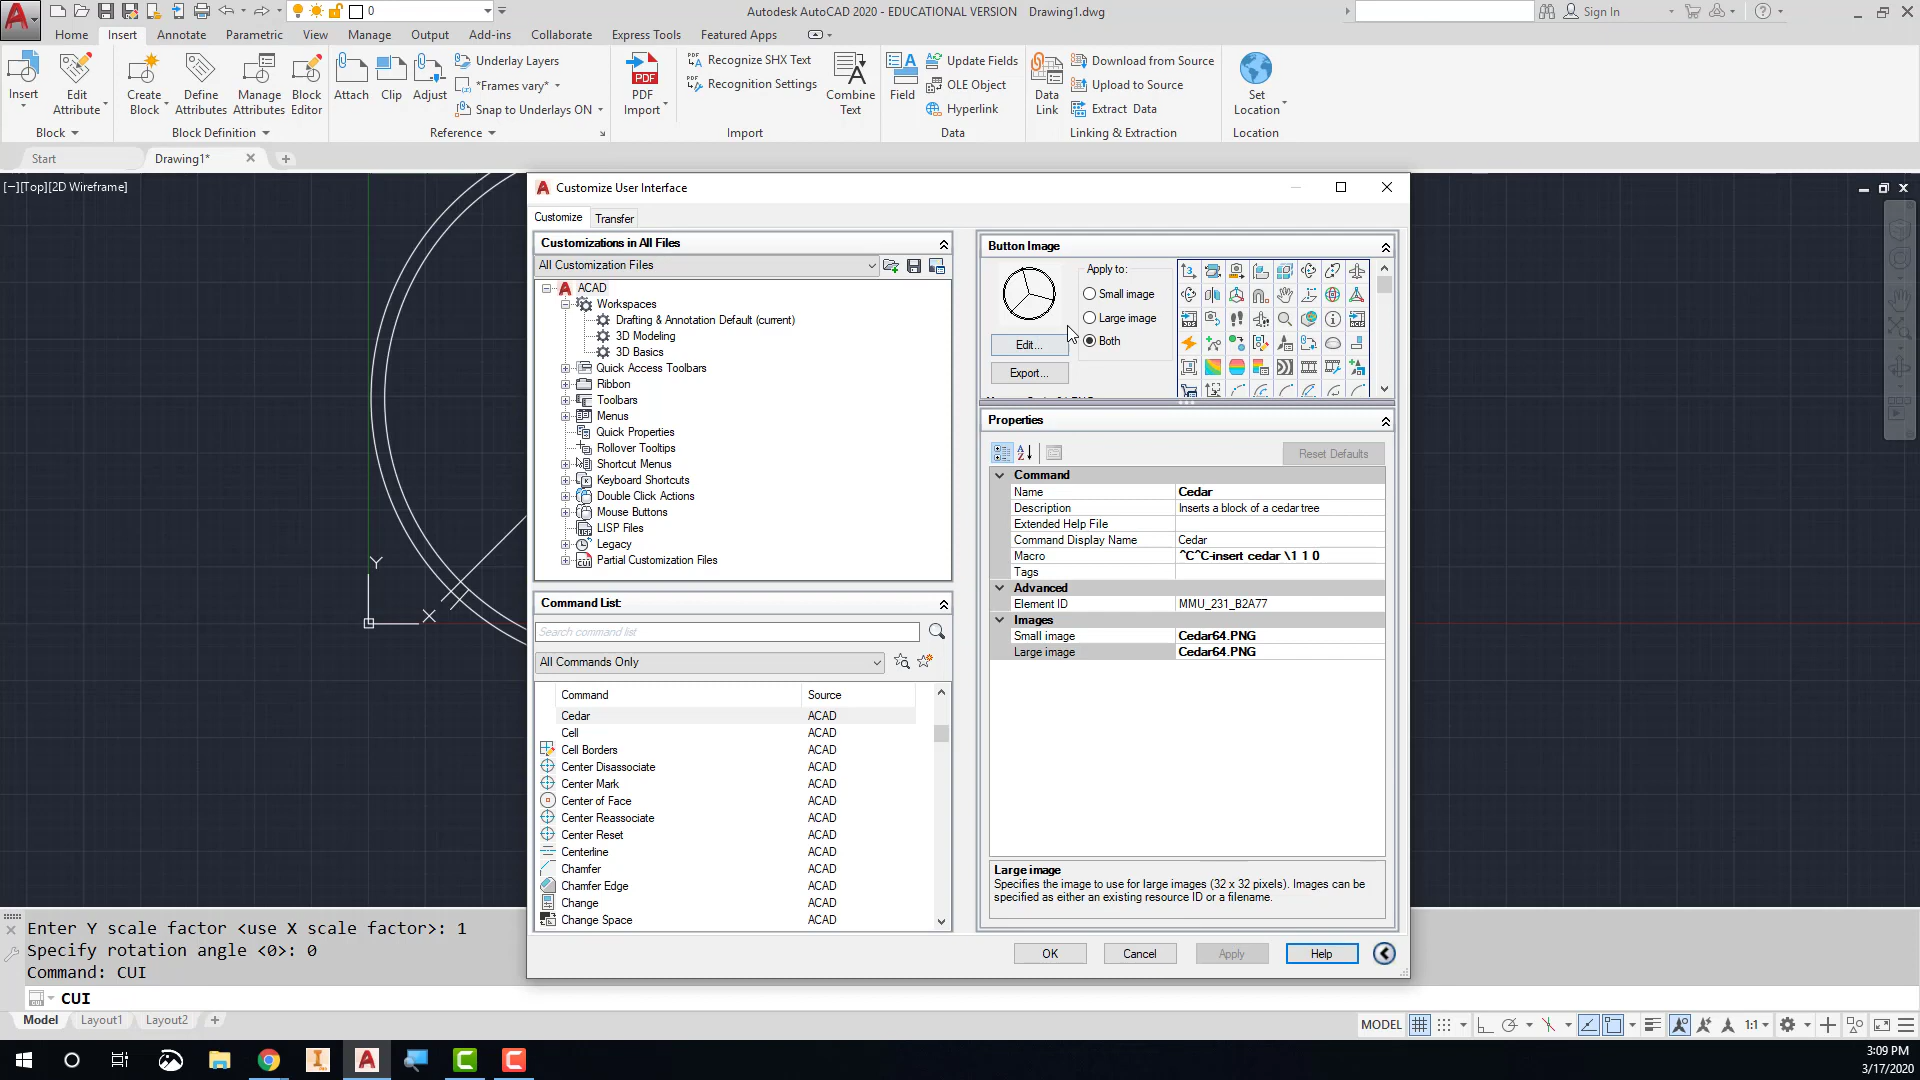 0
Autodesk AutoCAD 2020 - EDUCATIONAL VERSION Drawing1.dwg
Sign In
Home Insert Annotate Parametric View Manage Output Add-ins Collaborate Express Tools Featured Apps
Insert
Edit Attribute
Create Block
Define Attributes
Manage Attributes
Block Editor
Attach
Clip
Adjust
Underlay Layers
*Frames vary*
Snap to Underlays ON
PDF Import
Recognize SHX Text
Recognition Settings
Combine Text
Field
Update Fields
OLE Object
Hyperlink
Data Link
Download from Source
Upload to Source
Extract Data
Set Location
Block
Block Definition
Reference
Import
Data
Linking & Extraction
Location
Start
Drawing1*
[−][Top][2D Wireframe]
Y
X
Customize User Interface
Customize
Transfer
Customizations in All Files
All Customization Files
ACAD
Workspaces
Drafting & Annotation Default (current)
3D Modeling
3D Basics
Quick Access Toolbars
Ribbon
Toolbars
Menus
Quick Properties
Rollover Tooltips
Shortcut Menus
Keyboard Shortcuts
Double Click Actions
Mouse Buttons
LISP Files
Legacy
Partial Customization Files
Command List:
Search command list
All Commands Only
Command Source
Cedar ACAD
Cell ACAD
Cell Borders ACAD
Center Disassociate ACAD
Center Mark ACAD
Center of Face ACAD
Center Reassociate ACAD
Center Reset ACAD
Centerline ACAD
Chamfer ACAD
Chamfer Edge ACAD
Change ACAD
Change Space ACAD
Button Image
Apply to:
Small image
Large image
Both
Edit...
Export...
Properties
Reset Defaults
Command
Name Cedar
Description Inserts a block of a cedar tree
Extended Help File
Command Display Name Cedar
Macro ^C^C-insert cedar \1 1 0
Tags
Advanced
Element ID MMU_231_B2A77
Images
Small image Cedar64.PNG
Large image Cedar64.PNG
Large image
Specifies the image to use for large images (32 x 32 pixels). Images can be
specified as either an existing resource ID or a filename.
OK
Cancel
Apply
Help
Enter Y scale factor <use X scale factor>: 1
Specify rotation angle <0>: 0
Command: CUI
CUI
Model Layout1 Layout2
MODEL
1:1
3:09 PM
3/17/2020